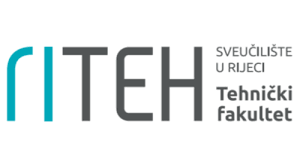 riTEH
SVEUČILIŠTE
U RIJECI
Tehnički
fakultet